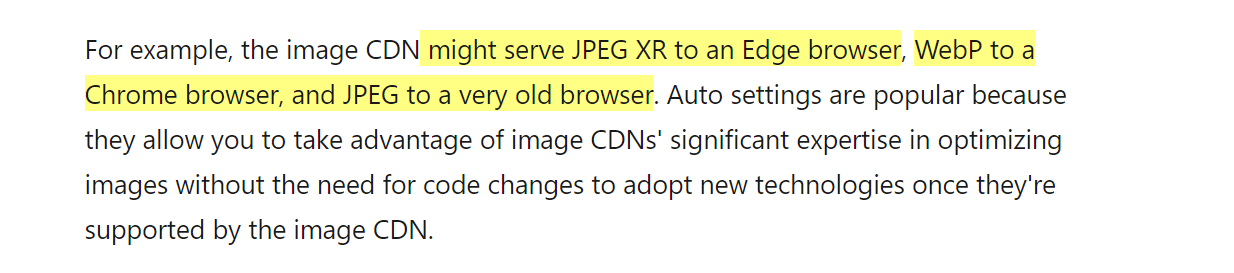 For example, the image CDN might serve JPEG XR to an Edge browser, WebP to a
Chrome browser, and JPEG to a very old browser. Auto settings are popular because
they allow you to take advantage of image CDNs' significant expertise in optimizing
images without the need for code changes to adopt new technologies once they're
supported by the image CDN.